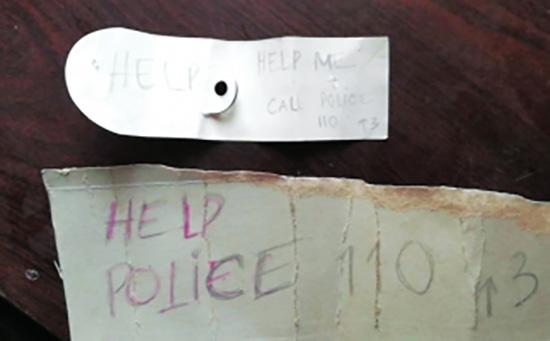 HELP
HELP ME
+
CALL POLICE
110 ↑3
HELP
POLICE 110 ↑3